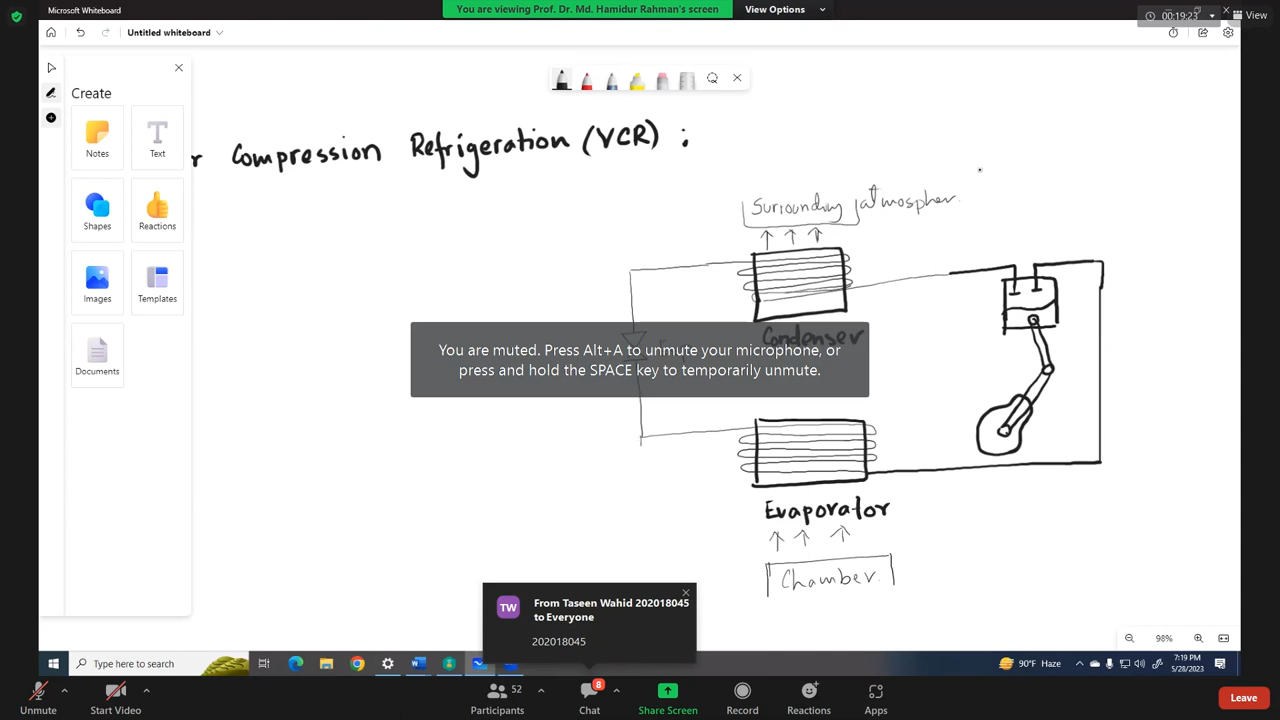 Microsoft Whiteboard
You are viewing Prof. Dr. Md. Hamidur Rahman's screen
View Options
00:19:23
View
Untitled whiteboard
Create
Notes
Text
Shapes
Reactions
Images
Templates
Documents
r Compression Refrigeration (VCR) :
Surrounding atmospher.
Condenser
You are muted. Press Alt+A to unmute your microphone, or
press and hold the SPACE key to temporarily unmute.
Evaporator
Chamber.
TW
From Taseen Wahid 202018045
to Everyone
202018045
98%
Type here to search
90°F Haze
7:19 PM
5/28/2023
Unmute
Start Video
52
Participants
8
Chat
Share Screen
Record
Reactions
Apps
Leave